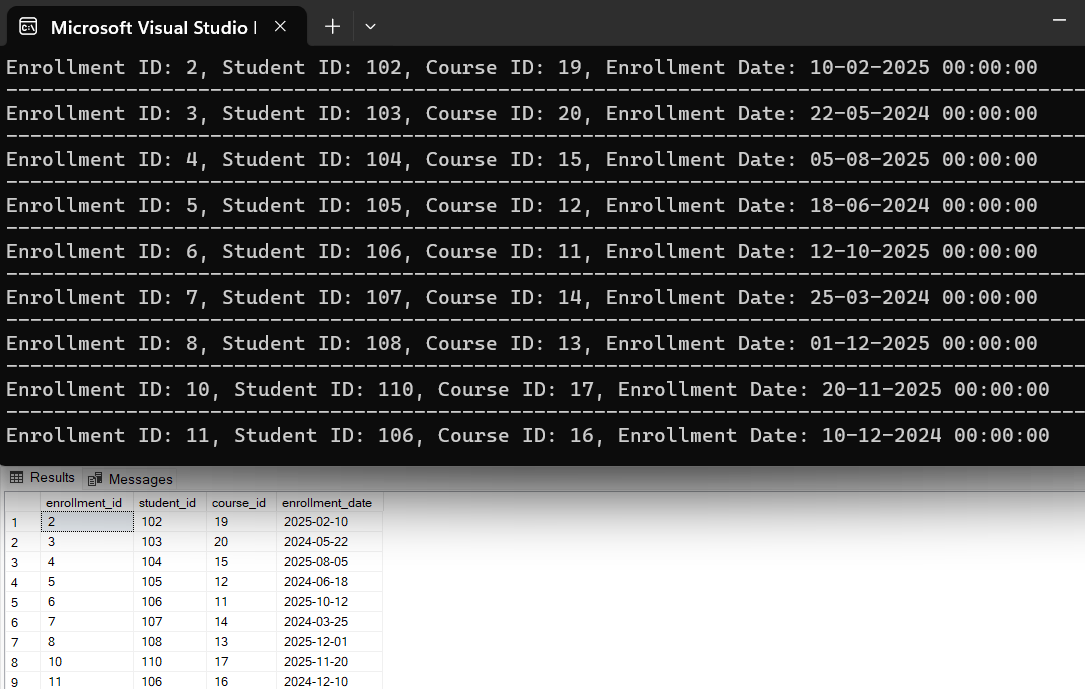 Microsoft Visual Studio
Enrollment ID: 2, Student ID: 102, Course ID: 19, Enrollment Date: 10-02-2025 00:00:00
Enrollment ID: 3, Student ID: 103, Course ID: 20, Enrollment Date: 22-05-2024 00:00:00
Enrollment ID: 4, Student ID: 104, Course ID: 15, Enrollment Date: 05-08-2025 00:00:00
Enrollment ID: 5, Student ID: 105, Course ID: 12, Enrollment Date: 18-06-2024 00:00:00
Enrollment ID: 6, Student ID: 106, Course ID: 11, Enrollment Date: 12-10-2025 00:00:00
Enrollment ID: 7, Student ID: 107, Course ID: 14, Enrollment Date: 25-03-2024 00:00:00
Enrollment ID: 8, Student ID: 108, Course ID: 13, Enrollment Date: 01-12-2025 00:00:00
Enrollment ID: 10, Student ID: 110, Course ID: 17, Enrollment Date: 20-11-2025 00:00:00
Enrollment ID: 11, Student ID: 106, Course ID: 16, Enrollment Date: 10-12-2024 00:00:00
Results Messages
enrollment_id student_id course_id enrollment_date
1 2 102 19 2025-02-10
2 3 103 20 2024-05-22
3 4 104 15 2025-08-05
4 5 105 12 2024-06-18
5 6 106 11 2025-10-12
6 7 107 14 2024-03-25
7 8 108 13 2025-12-01
8 10 110 17 2025-11-20
9 11 106 16 2024-12-10